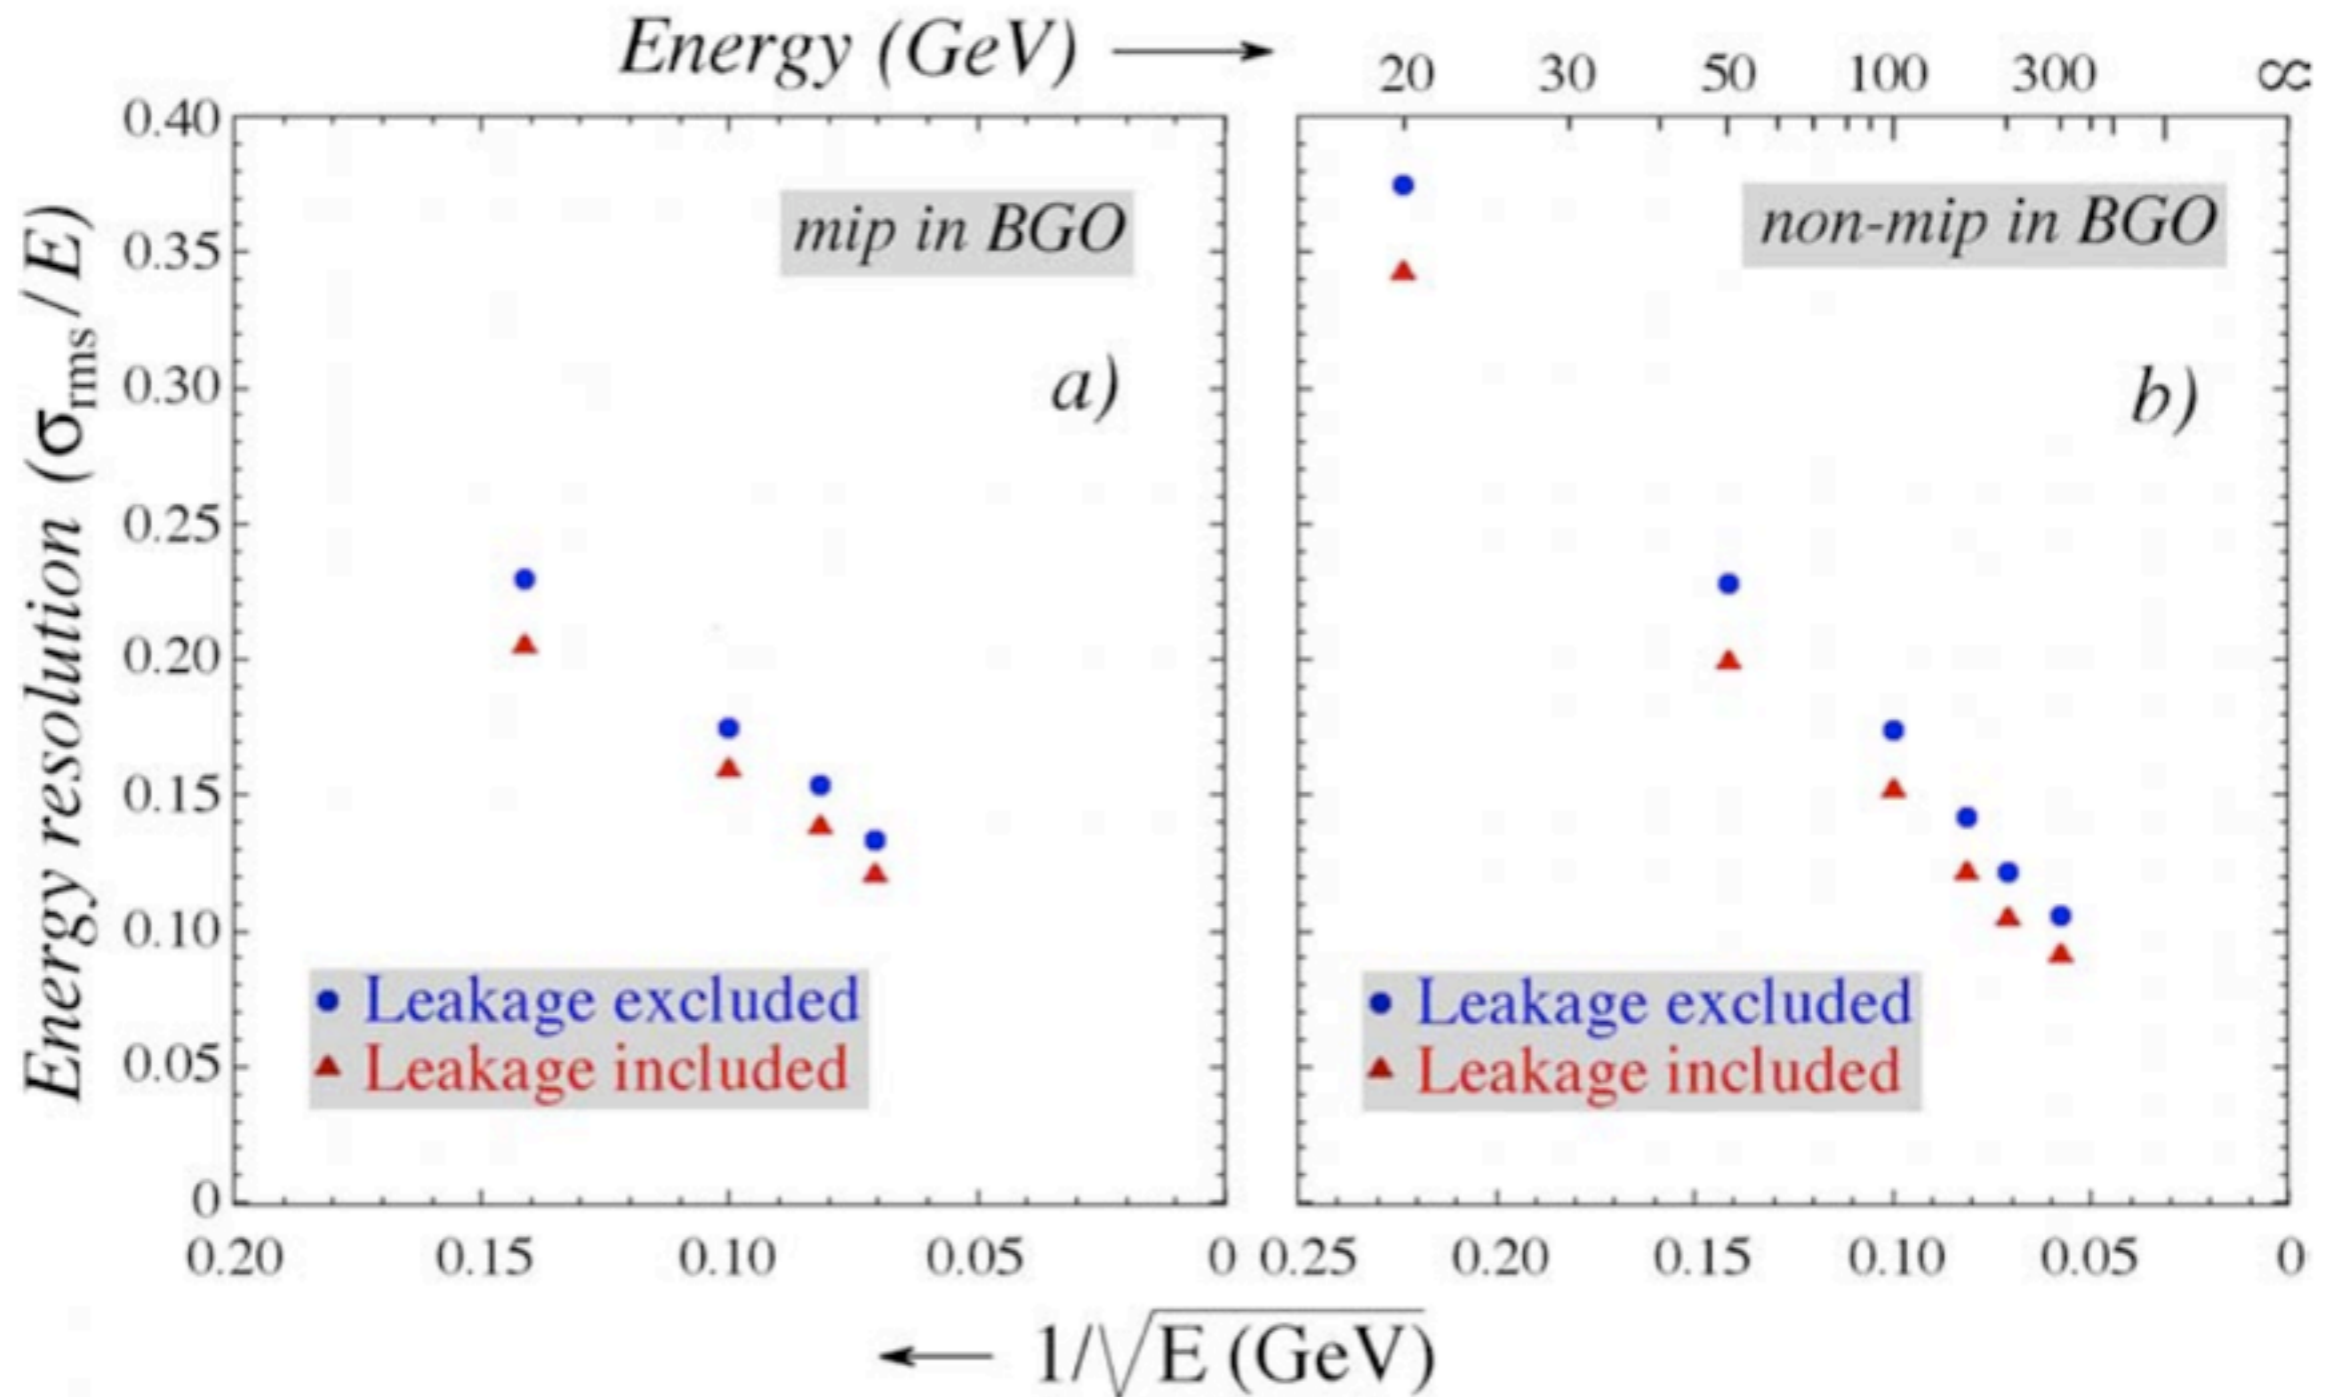 Energy (GeV) → 20 30 50 100 300 ∝
0.40
0.35
0.30
0.25
0.20
0.15
0.10
0.05
0
Energy resolution (σrms/E)
mip in BGO
a)
Leakage excluded
Leakage included
non-mip in BGO
b)
Leakage excluded
Leakage included
0.20 0.15 0.10 0.05 0 0.25 0.20 0.15 0.10 0.05 0
← 1/√E (GeV)